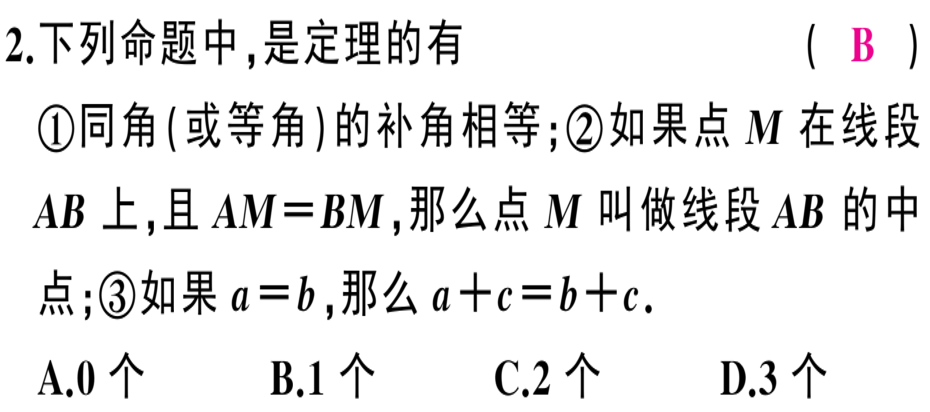 2.下列命题中,是定理的有 ( B )
①同角(或等角)的补角相等;②如果点 M 在线段
AB 上,且 AM=BM,那么点 M 叫做线段 AB 的中
点;③如果 a=b,那么 a+c=b+c.
A.0 个 B.1 个 C.2 个 D.3 个